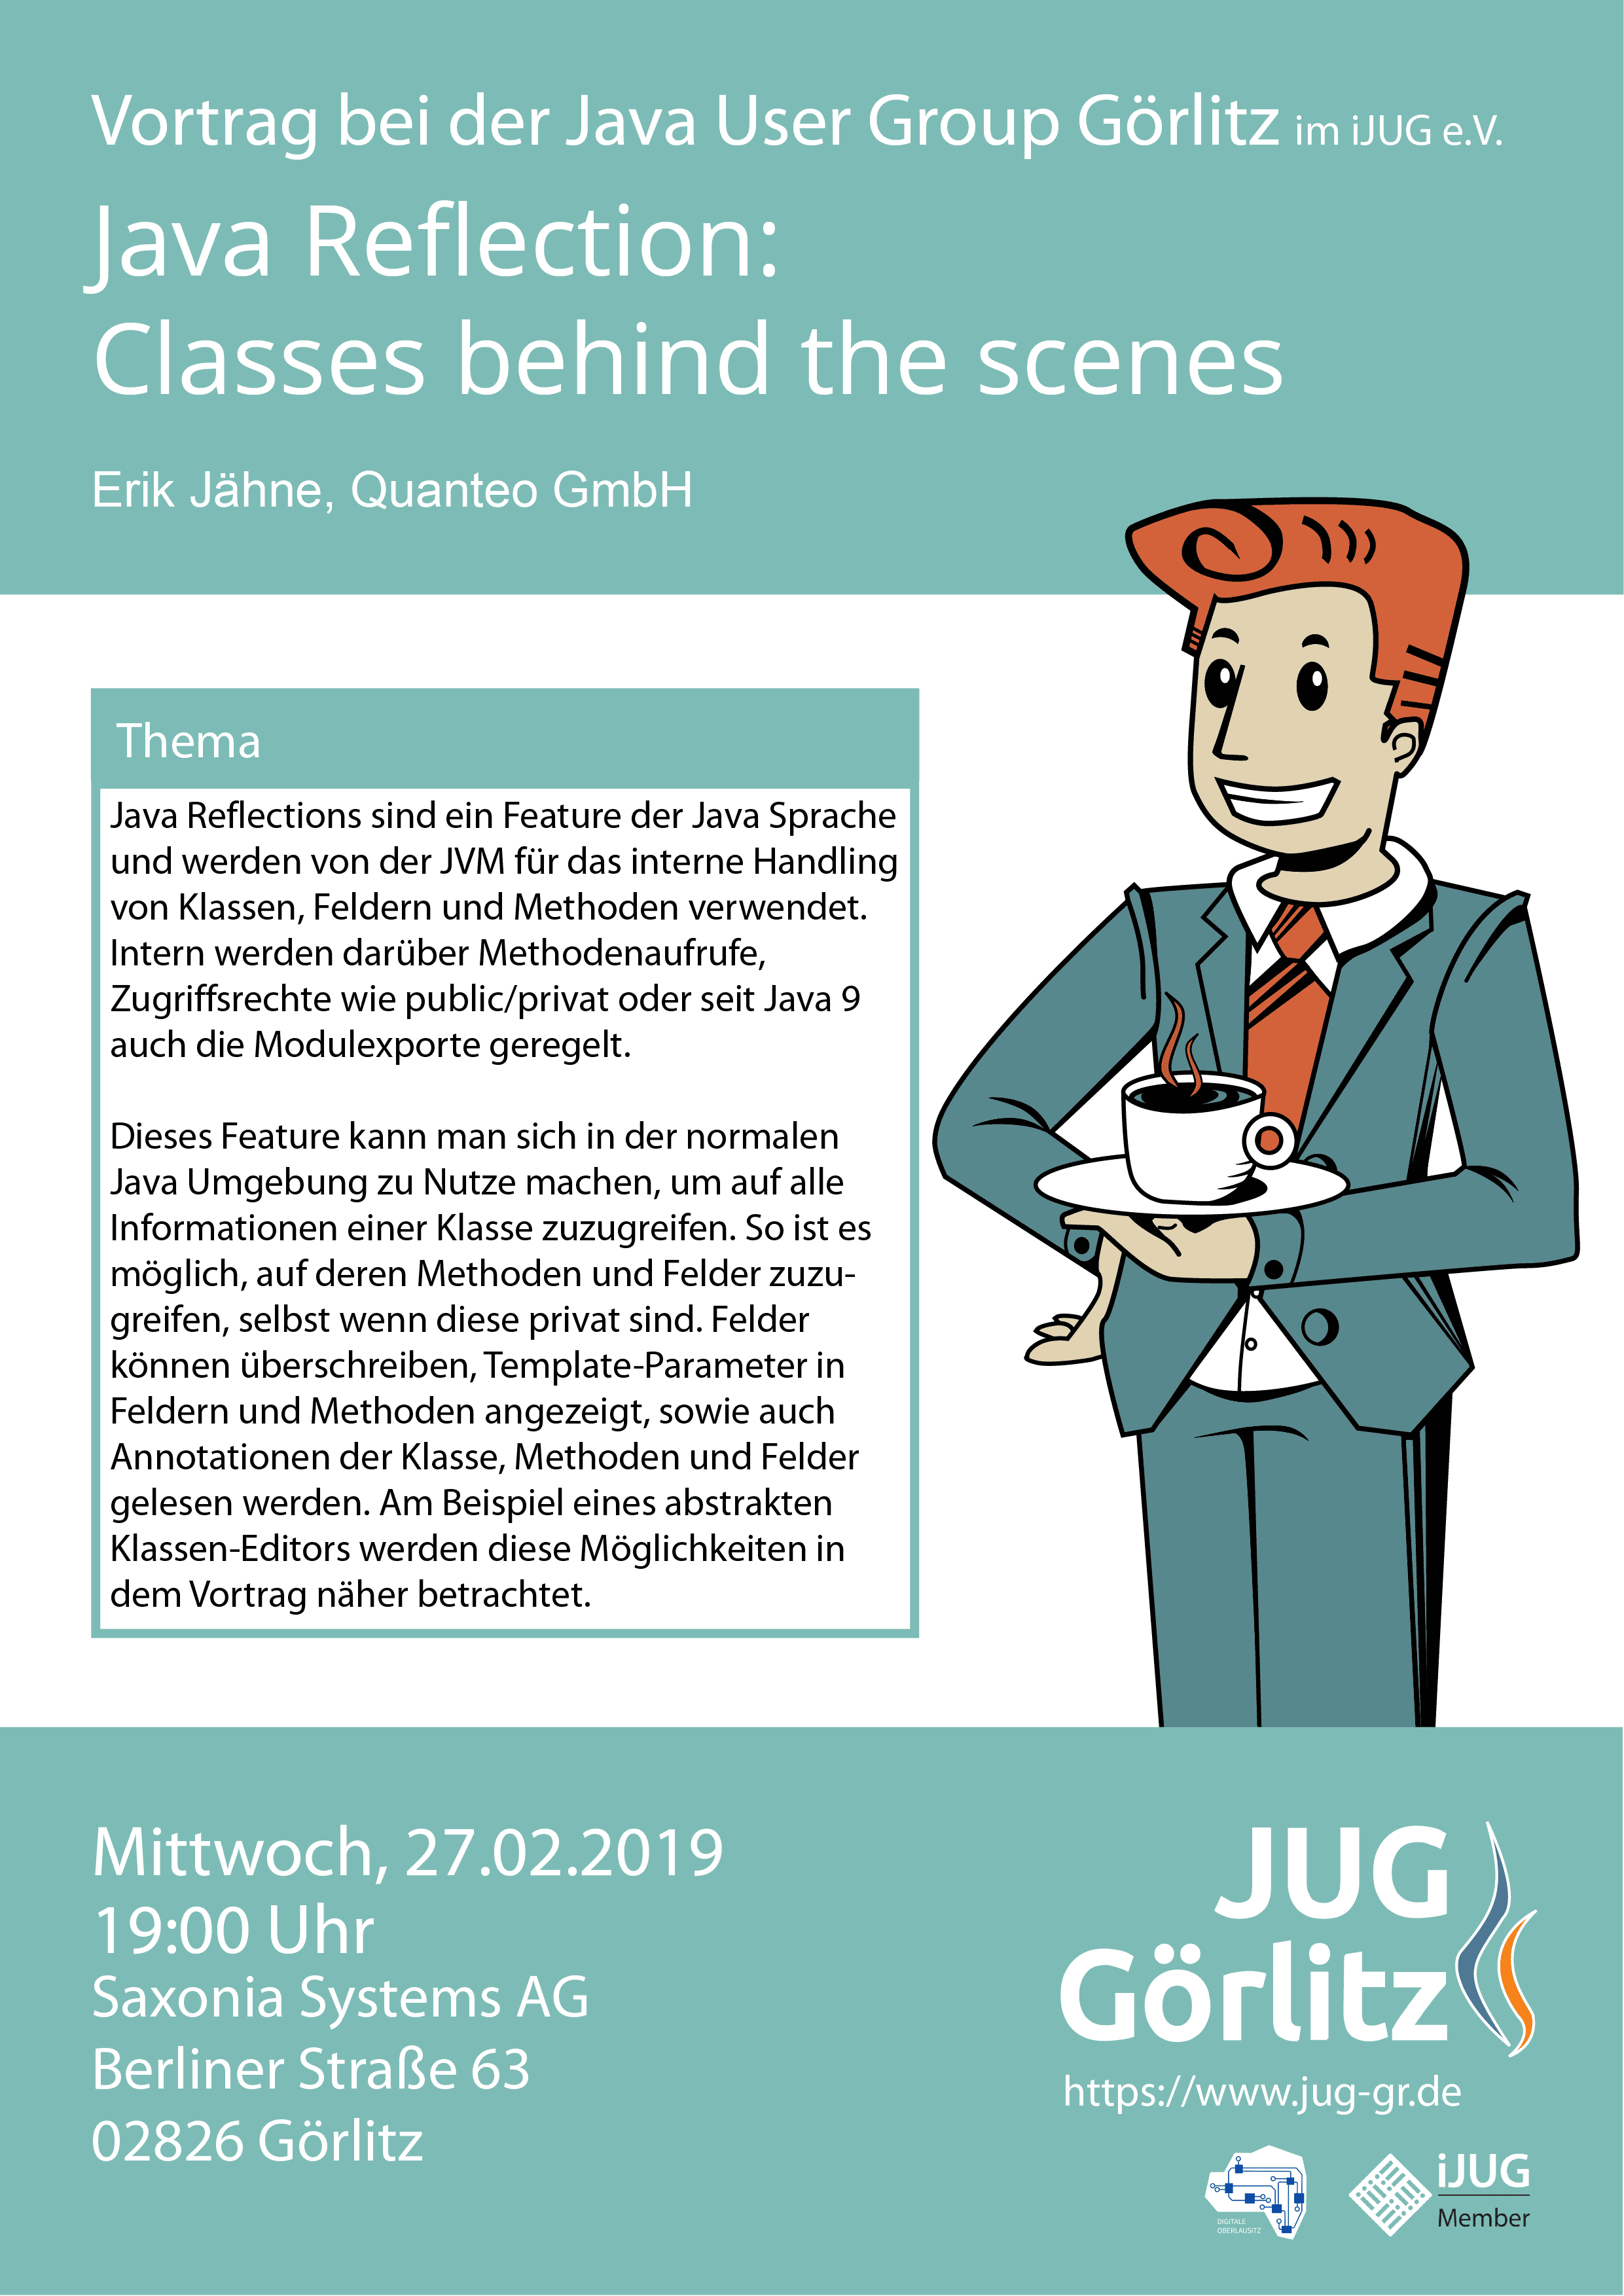 Vortrag bei der Java User Group Görlitz im iJUG e.V.
Java Reflection:
Classes behind the scenes
Erik Jähne, Quanteo GmbH
Thema
Java Reflections sind ein Feature der Java Sprache
und werden von der JVM für das interne Handling
von Klassen, Feldern und Methoden verwendet.
Intern werden darüber Methodenaufrufe,
Zugriffsrechte wie public/privat oder seit Java 9
auch die Modulexporte geregelt.
Dieses Feature kann man sich in der normalen
Java Umgebung zu Nutze machen, um auf alle
Informationen einer Klasse zuzugreifen. So ist es
möglich, auf deren Methoden und Felder zuzu-
greifen, selbst wenn diese privat sind. Felder
können überschreiben, Template-Parameter in
Feldern und Methoden angezeigt, sowie auch
Annotationen der Klasse, Methoden und Felder
gelesen werden. Am Beispiel eines abstrakten
Klassen-Editors werden diese Möglichkeiten in
dem Vortrag näher betrachtet.
Mittwoch, 27.02.2019
19:00 Uhr
Saxonia Systems AG
Berliner Straße 63
02826 Görlitz
JUG
Görlitz
https://www.jug-gr.de
DIGITALE
OBERLAUSITZ
iJUG
Member